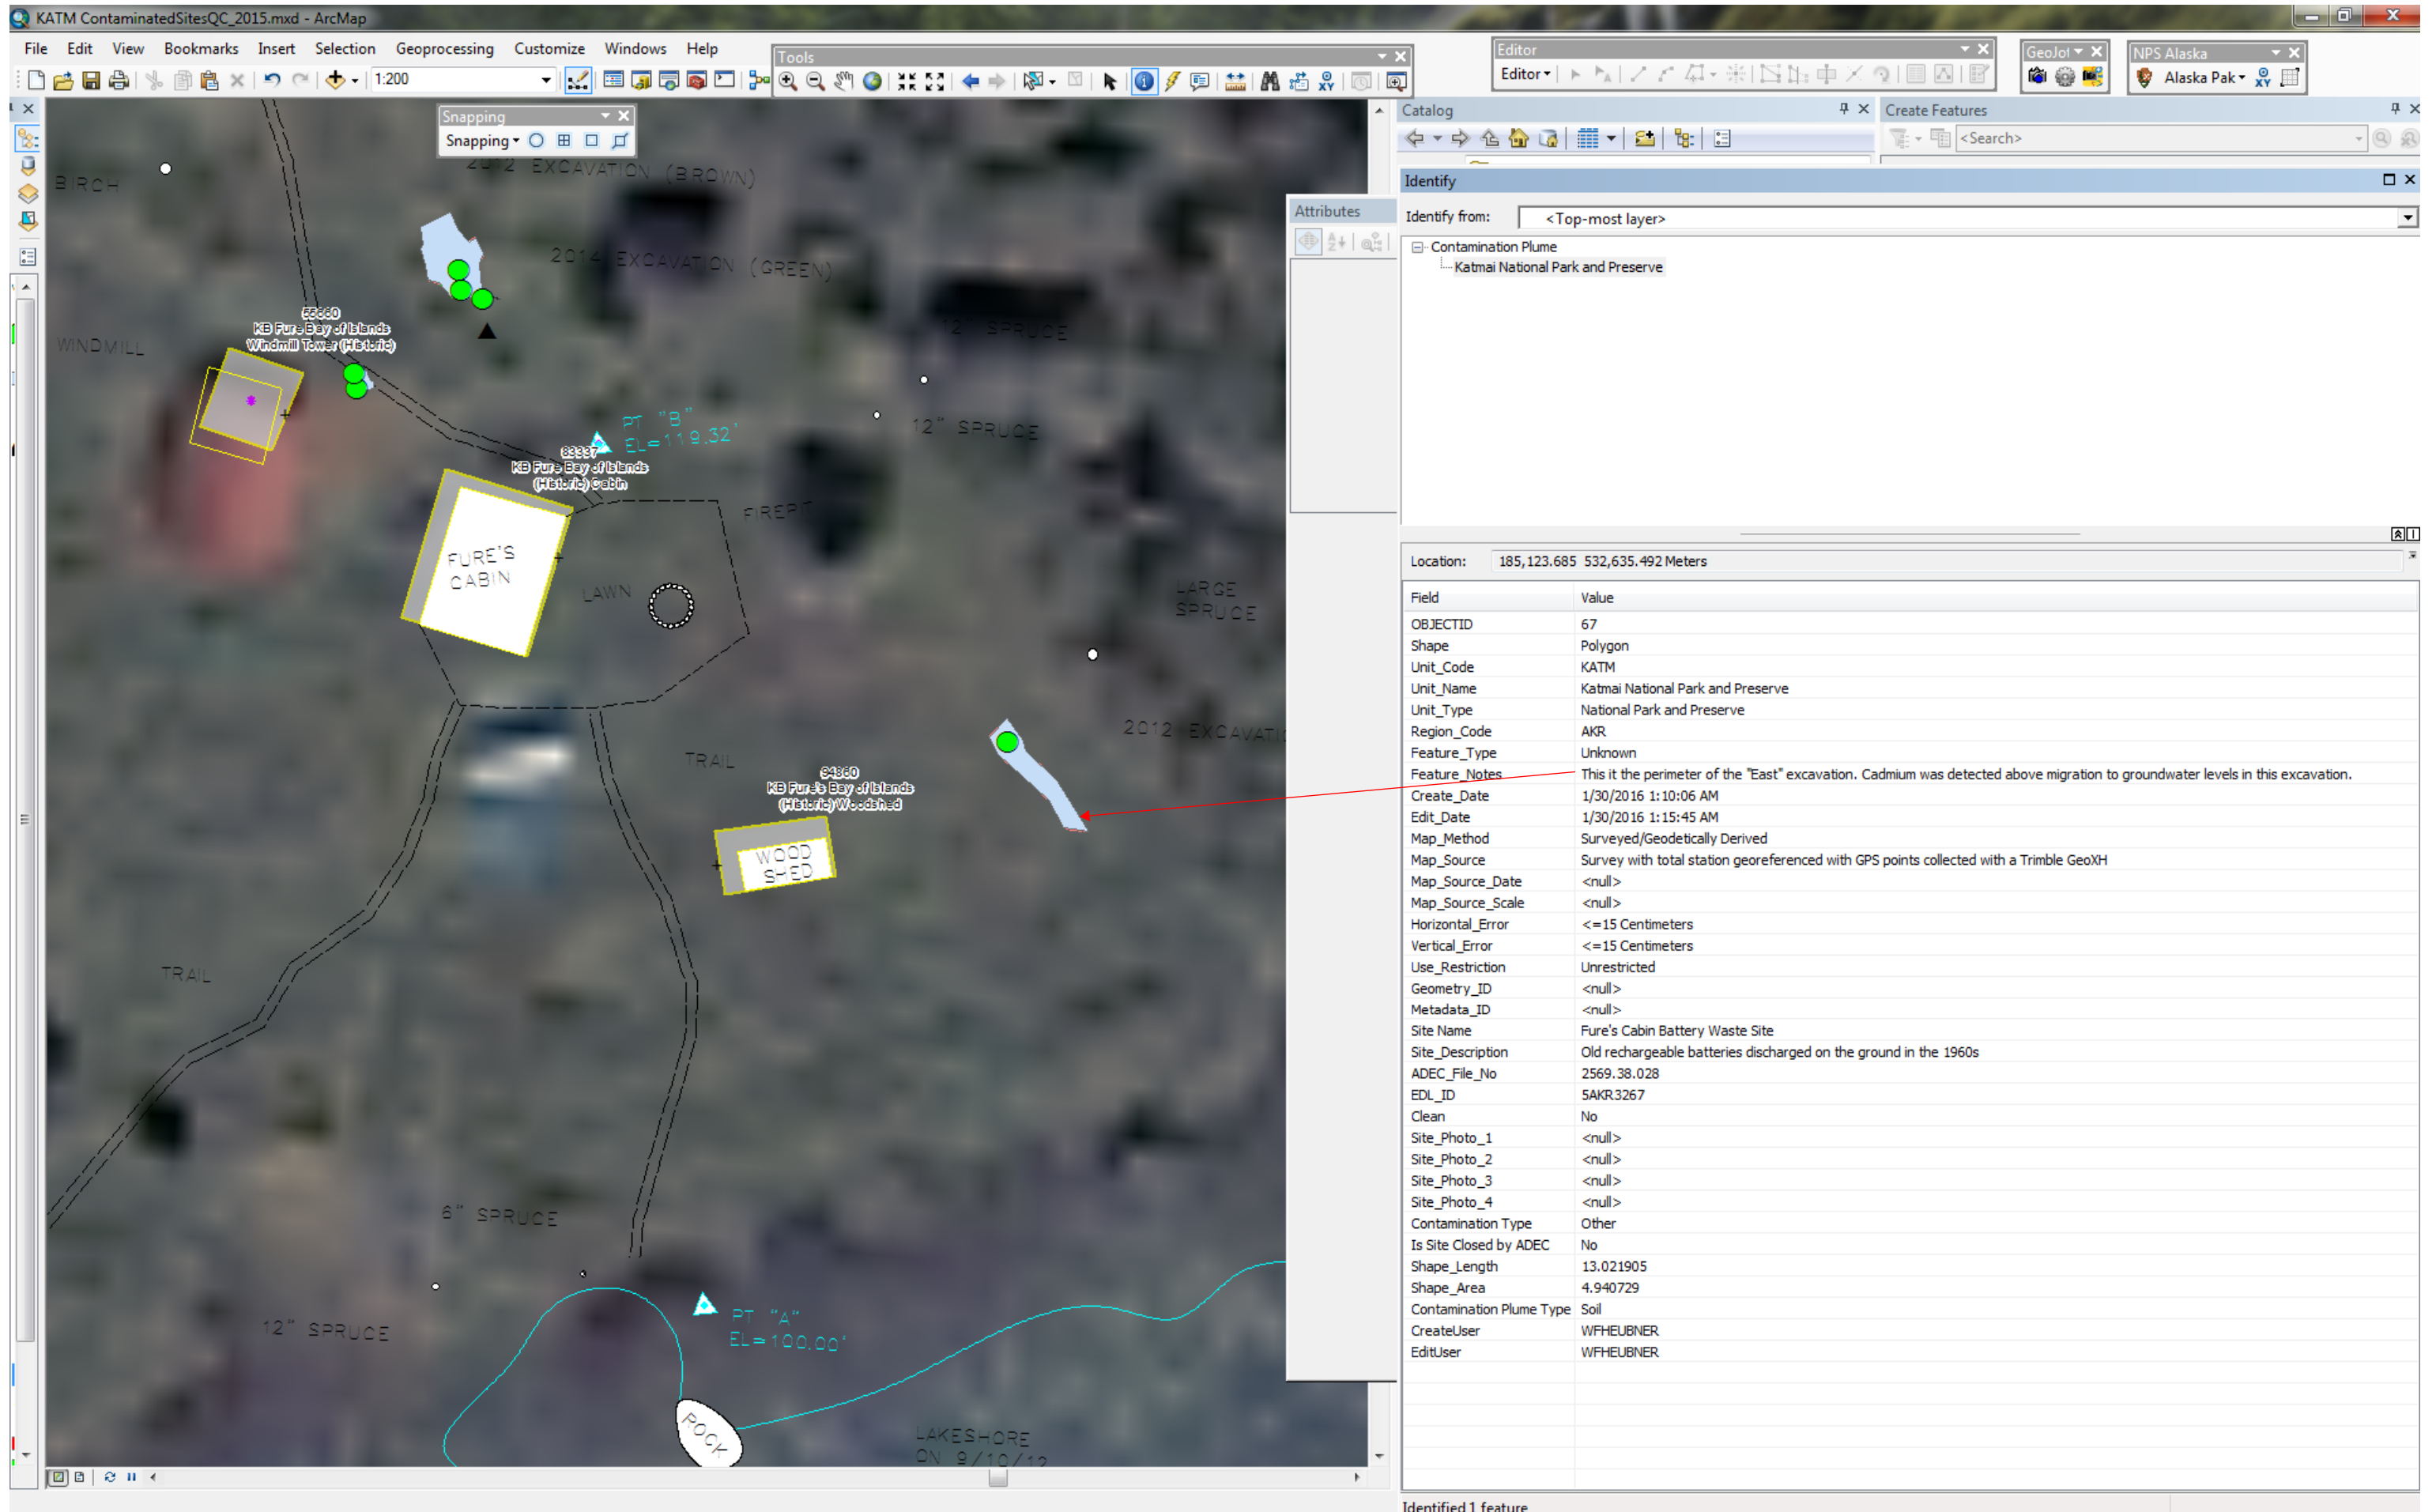 KATM ContaminatedSitesQC_2015.mxd - ArcMap
File Edit View Bookmarks Insert Selection Geoprocessing Customize Windows Help
Tools
Editor
GeoJot
NPS Alaska
1:200
Editor
Alaska Pak
Snapping
Snapping
Catalog
Create Features
<Search>
Identify
Identify from: <Top-most layer>
Attributes
Contamination Plume
Katmai National Park and Preserve
2012 EXCAVATION (BROWN)
BIRCH
2014 EXCAVATION (GREEN)
55860
KB Fure Bay of Islands
Windmill Tower (Historic)
WINDMILL
12" SPRUCE
PT "B"
EL=119.32'
12" SPRUCE
83337
KB Fure Bay of Islands
(Historic) Cabin
FIREPIT
FURE'S
CABIN
LAWN
LARGE
SPRUCE
2012 EXCAVATI
TRAIL
94860
KB Fure's Bay of Islands
(Historic) Woodshed
WOOD
SHED
TRAIL
6" SPRUCE
12" SPRUCE
PT "A"
EL=100.00'
ROCK
LAKESHORE
ON 9/10/12
Location: 185,123.685 532,635.492 Meters
Field Value
OBJECTID 67
Shape Polygon
Unit_Code KATM
Unit_Name Katmai National Park and Preserve
Unit_Type National Park and Preserve
Region_Code AKR
Feature_Type Unknown
Feature_Notes This it the perimeter of the "East" excavation. Cadmium was detected above migration to groundwater levels in this excavation.
Create_Date 1/30/2016 1:10:06 AM
Edit_Date 1/30/2016 1:15:45 AM
Map_Method Surveyed/Geodetically Derived
Map_Source Survey with total station georeferenced with GPS points collected with a Trimble GeoXH
Map_Source_Date <null>
Map_Source_Scale <null>
Horizontal_Error <=15 Centimeters
Vertical_Error <=15 Centimeters
Use_Restriction Unrestricted
Geometry_ID <null>
Metadata_ID <null>
Site Name Fure's Cabin Battery Waste Site
Site_Description Old rechargeable batteries discharged on the ground in the 1960s
ADEC_File_No 2569.38.028
EDL_ID 5AKR3267
Clean No
Site_Photo_1 <null>
Site_Photo_2 <null>
Site_Photo_3 <null>
Site_Photo_4 <null>
Contamination Type Other
Is Site Closed by ADEC No
Shape_Length 13.021905
Shape_Area 4.940729
Contamination Plume Type Soil
CreateUser WFHEUBNER
EditUser WFHEUBNER
Identified 1 feature